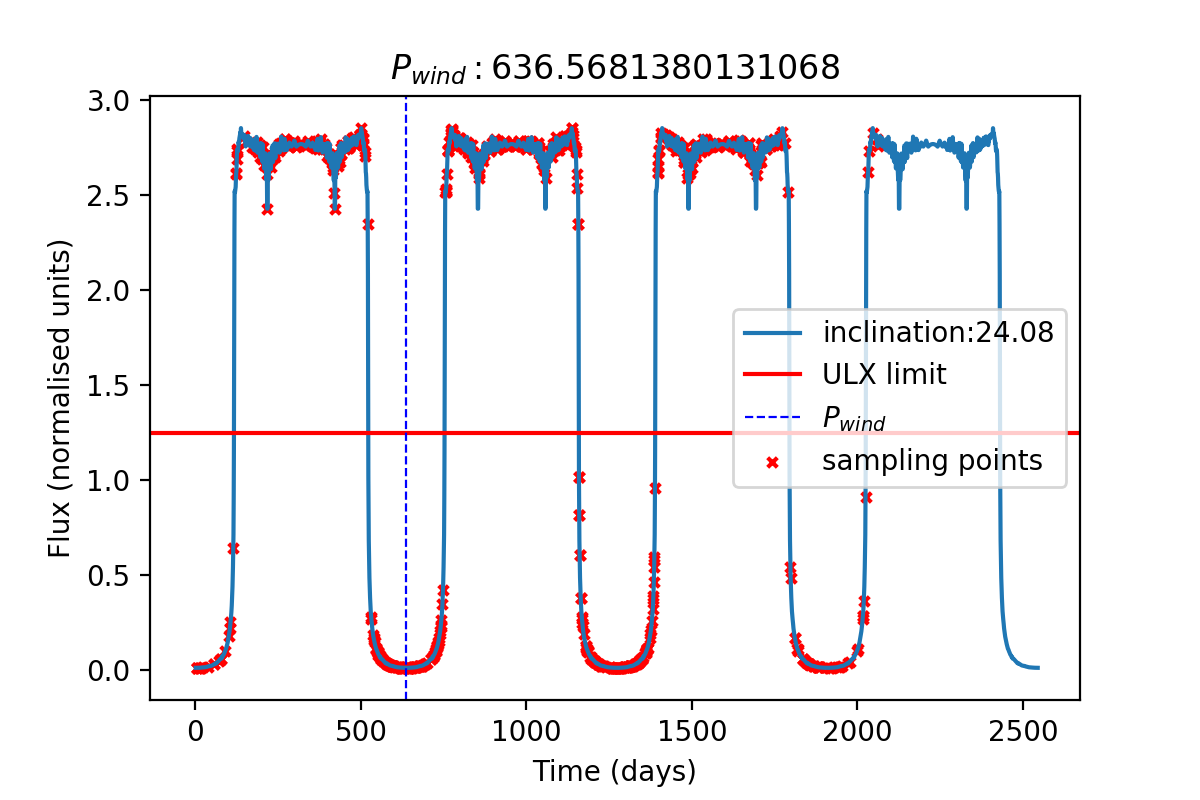 P_wind : 636.5681380131068
3.0
2.5
2.0
1.5
1.0
0.5
0.0
Flux (normalised units)
inclination:24.08
ULX limit
P_wind
sampling points
0 500 1000 1500 2000 2500
Time (days)